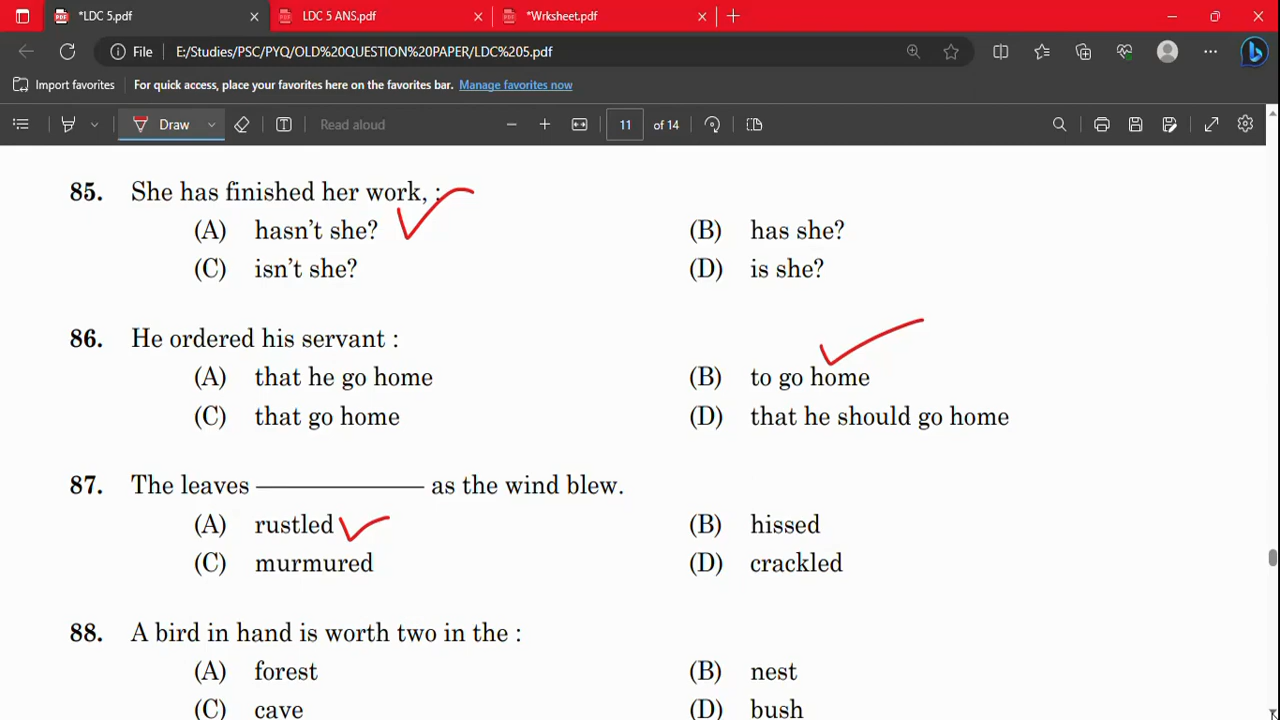 *LDC 5.pdf
LDC 5 ANS.pdf
*Wrksheet.pdf
File E:/Studies/PSC/PYQ/OLD%20QUESTION%20PAPER/LDC%205.pdf
Import favorites For quick access, place your favorites here on the favorites bar. Manage favorites now
Draw Read aloud 11 of 14
85. She has finished her work, :
(A) hasn't she? (B) has she?
(C) isn't she? (D) is she?
86. He ordered his servant :
(A) that he go home (B) to go home
(C) that go home (D) that he should go home
87. The leaves ———————— as the wind blew.
(A) rustled (B) hissed
(C) murmured (D) crackled
88. A bird in hand is worth two in the :
(A) forest (B) nest
(C) cave (D) bush